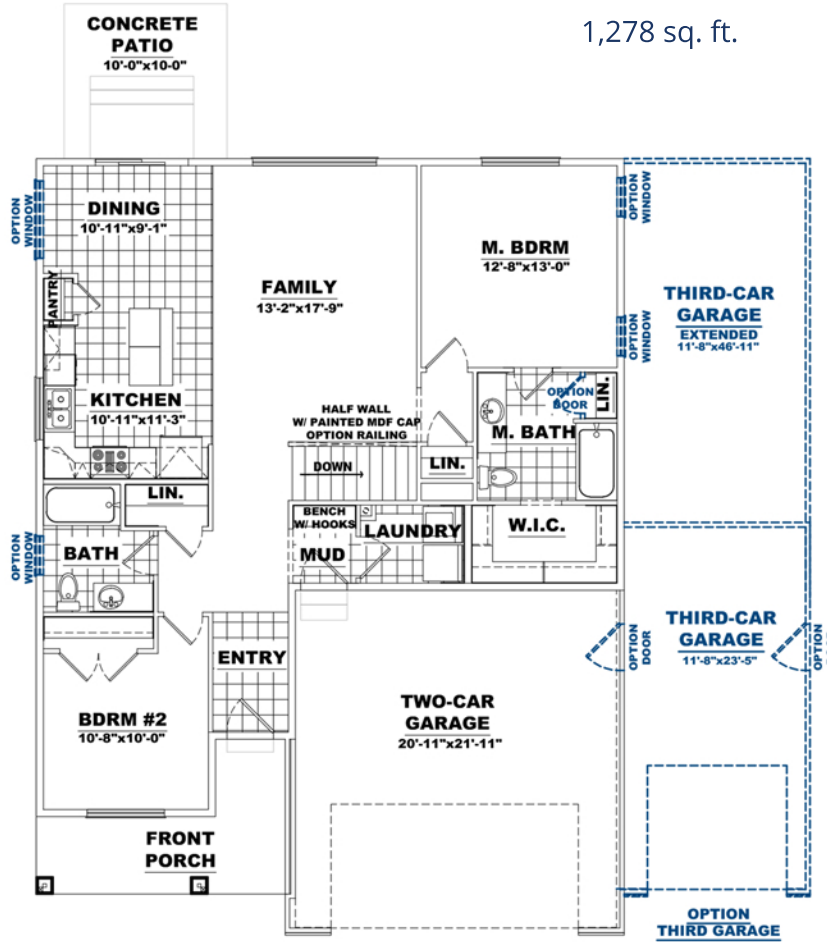 1,278 sq. ft.
CONCRETE
PATIO
10'-0"x10-0"
OPTION
WINDOW
DINING
10'-11"x9'-1"
PANTRY
KITCHEN
10'-11"x11'-3"
FAMILY
13'-2"x17'-9"
M. BDRM
12'-8"x13'-0"
OPTION
WINDOW
OPTION
WINDOW
THIRD-CAR
GARAGE
EXTENDED
11'-8"x46'-11"
HALF WALL
W/ PAINTED MDF CAP
OPTION RAILING
DOWN
LIN.
OPTION
DOOR
LIN.
M. BATH
LIN.
BATH
OPTION
WINDOW
BENCH
W/ HOOKS
MUD
LAUNDRY
W.I.C.
ENTRY
BDRM #2
10'-8"x10'-0"
TWO-CAR
GARAGE
20'-11"x21'-11"
OPTION
DOOR
THIRD-CAR
GARAGE
11'-8"x23'-5"
OPTION
FRONT
PORCH
OPTION
THIRD GARAGE